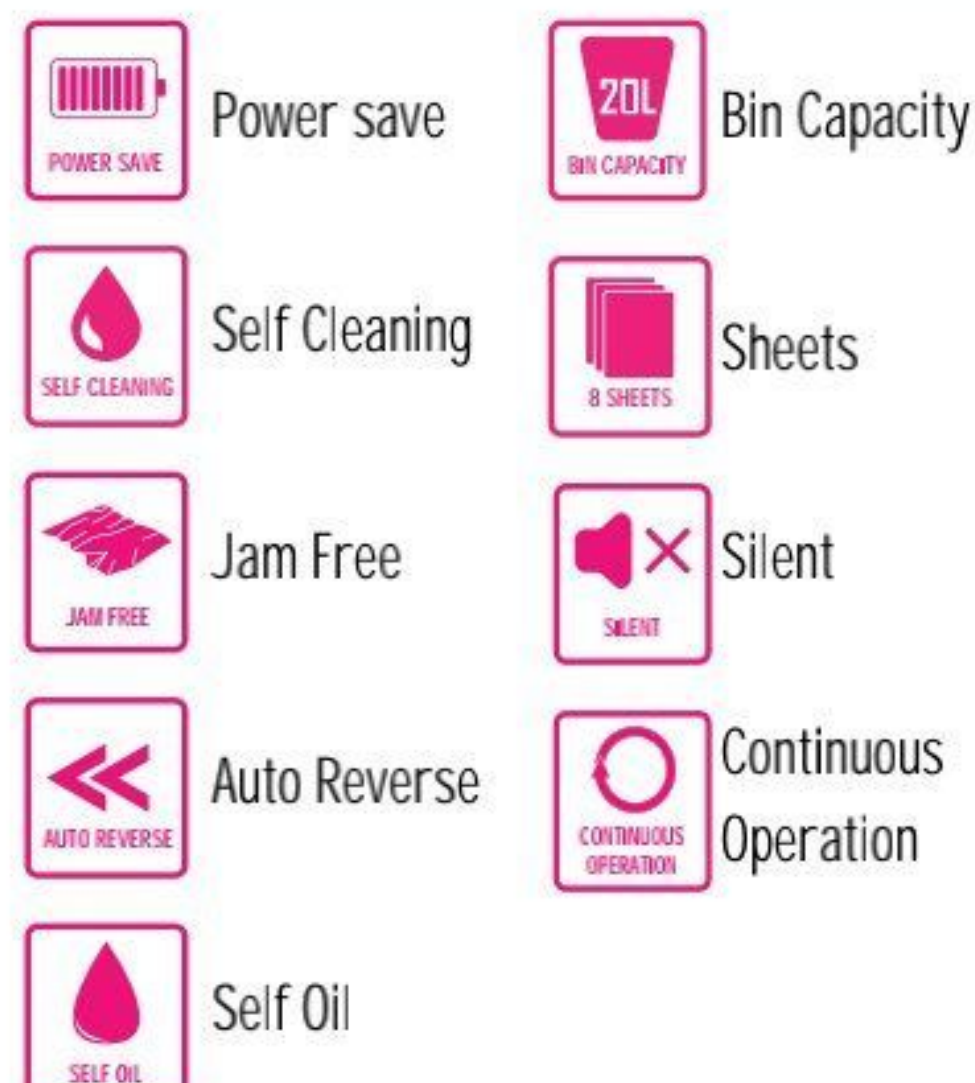 POWER SAVE
Power save
SELF CLEANING
Self Cleaning
JAM FREE
Jam Free
AUTO REVERSE
Auto Reverse
SELF OIL
Self Oil
20L
BIN CAPACITY
Bin Capacity
8 SHEETS
Sheets
SILENT
Silent
CONTINUOUS
OPERATION
Continuous
Operation